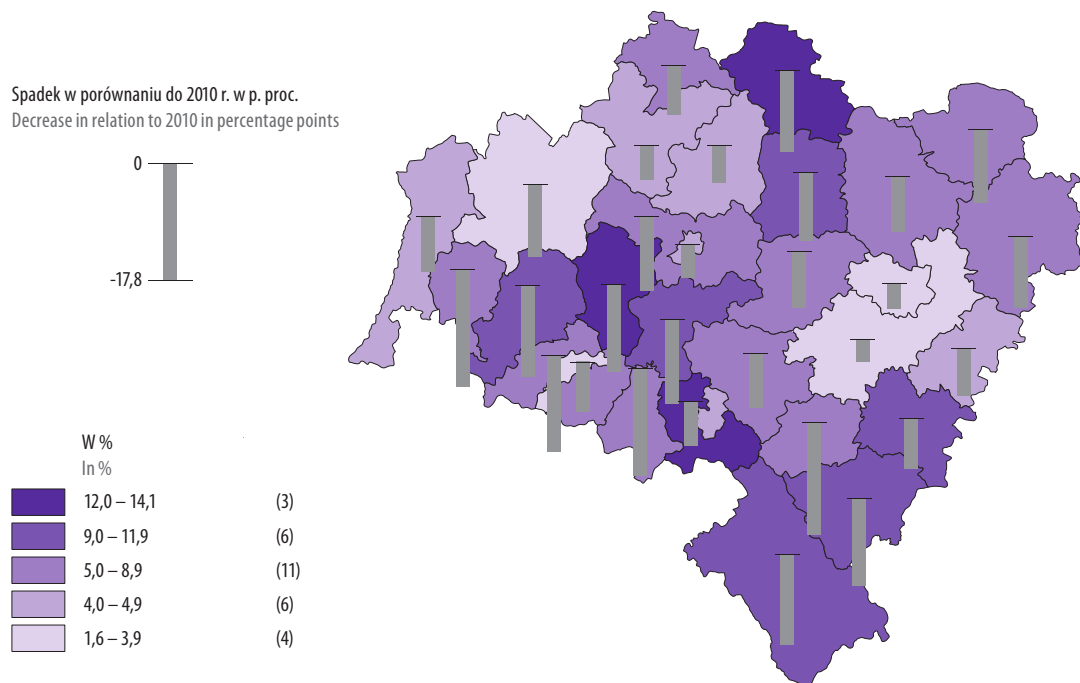 Spadek w porównaniu do 2010 r. w p. proc.
Decrease in relation to 2010 in percentage points
0
-17,8
W %
In %
12,0 – 14,1 (3)
9,0 – 11,9 (6)
5,0 – 8,9 (11)
4,0 – 4,9 (6)
1,6 – 3,9 (4)